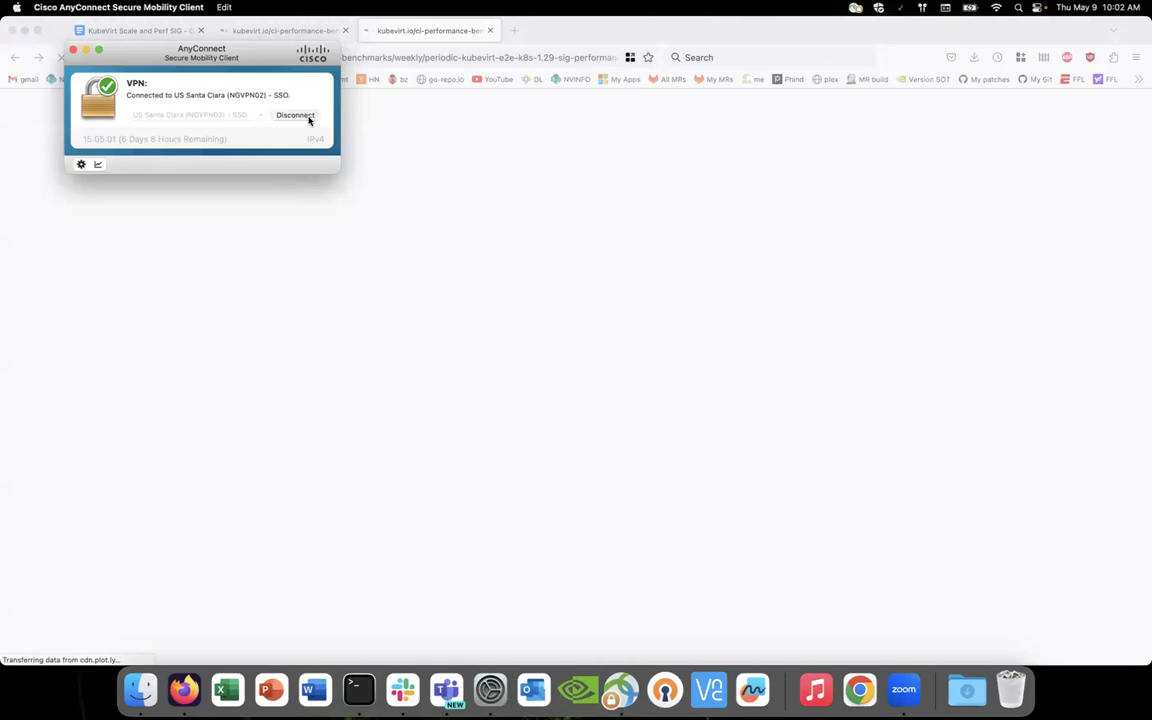 Cisco AnyConnect Secure Mobility Client Edit
Thu May 9 10:02 AM
KubeVirt Scale and Perf SIG - kubevirt.io/ci-performance-ben kubevirt.io/ci-performance-ben
benchmarks/weekly/periodic-kubevirt-e2e-k8s-1.29-sig-performan Search
gmail HN bz go-repo.io YouTube DL NVINFO My Apps All MRs My MRs Phind plex MR build Version SOT My patches My Git FFL FFL
AnyConnect
Secure Mobility Client
CISCO
VPN:
Connected to US Santa Clara (NGVPN02) - SSO.
US Santa Clara (NGVPN02) - SSO Disconnect
15:05:01 (6 Days 8 Hours Remaining) IPv4
Transferring data from cdn.plot.ly...
NEW
zoom